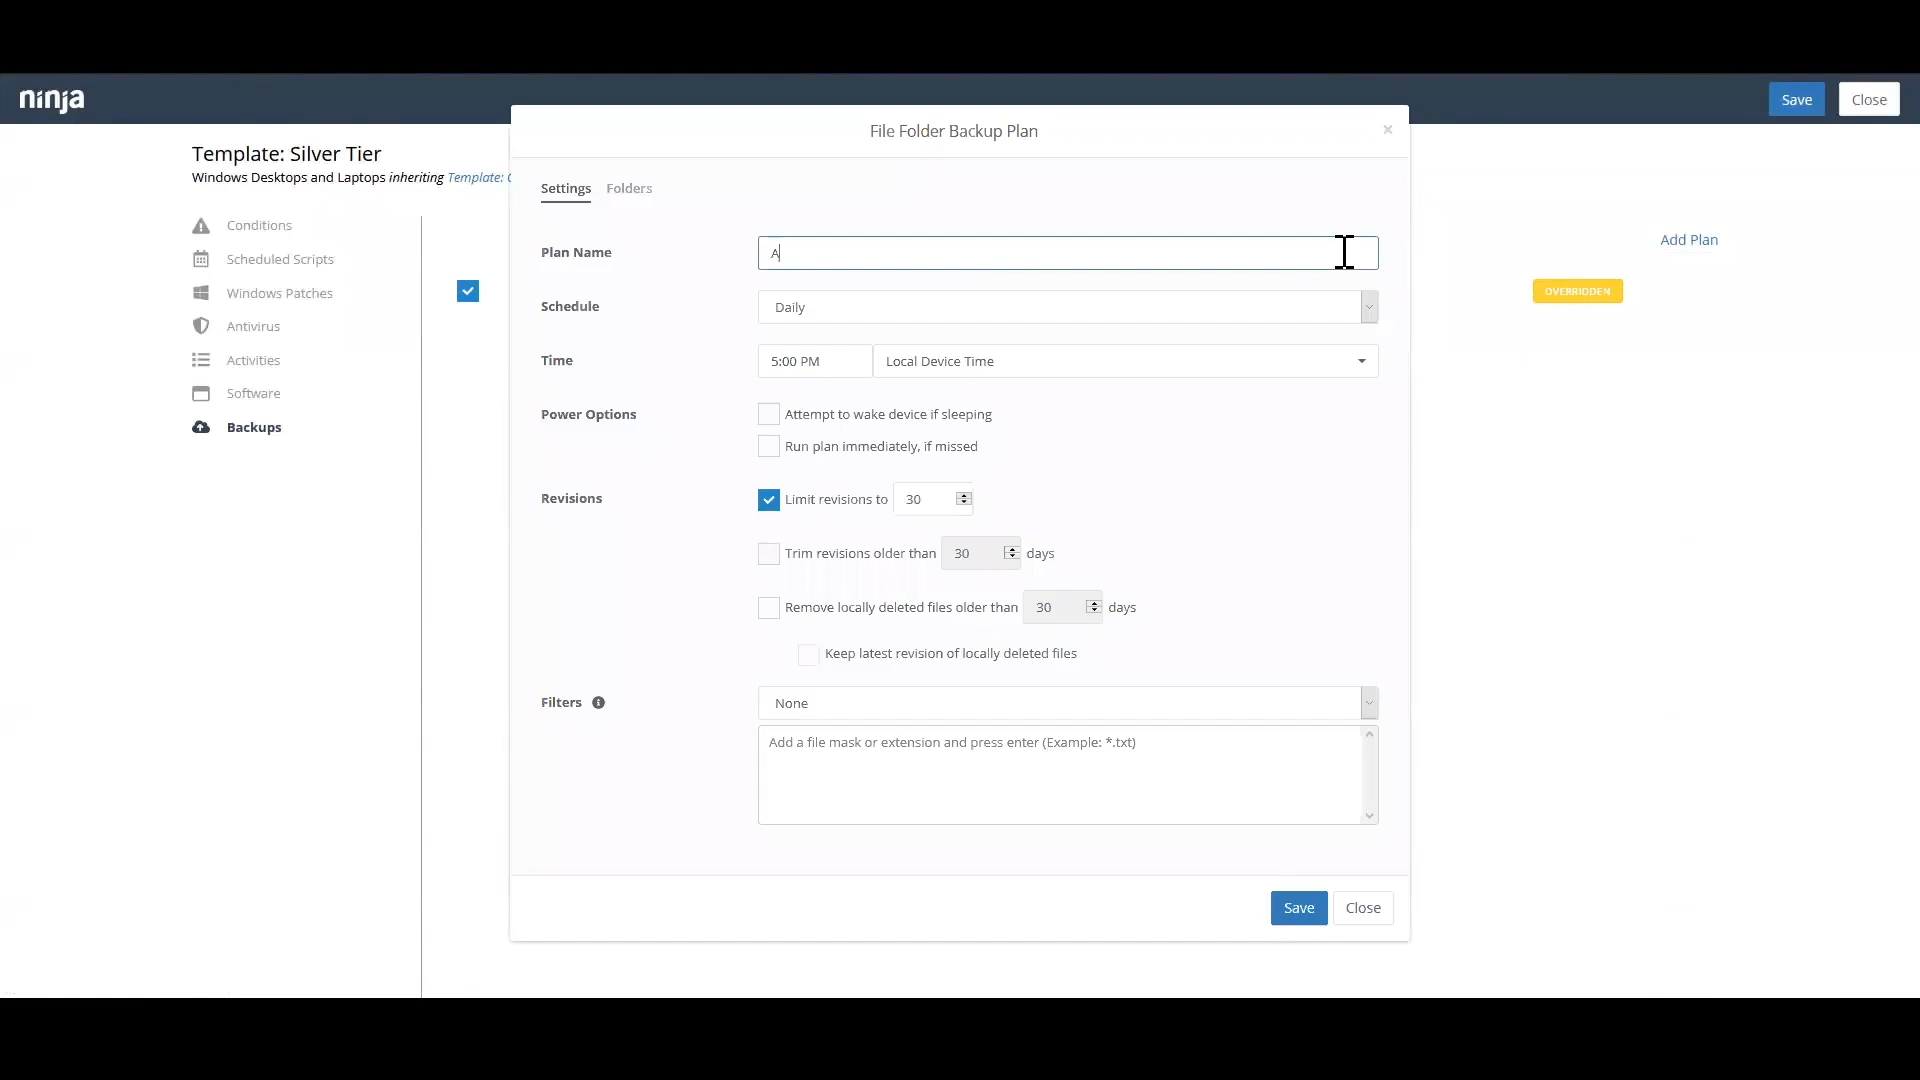 ninja
Save
Close
Template: Silver Tier
Windows Desktops and Laptops inheriting Template:
Conditions
Scheduled Scripts
Windows Patches
Antivirus
Activities
Software
Backups
Add Plan
OVERRIDDEN
File Folder Backup Plan
×
Settings Folders
Plan Name A
Schedule Daily
Time 5:00 PM Local Device Time
Power Options Attempt to wake device if sleeping
Run plan immediately, if missed
Revisions Limit revisions to 30
Trim revisions older than 30 days
Remove locally deleted files older than 30 days
Keep latest revision of locally deleted files
Filters None
Add a file mask or extension and press enter (Example: *.txt)
Save Close